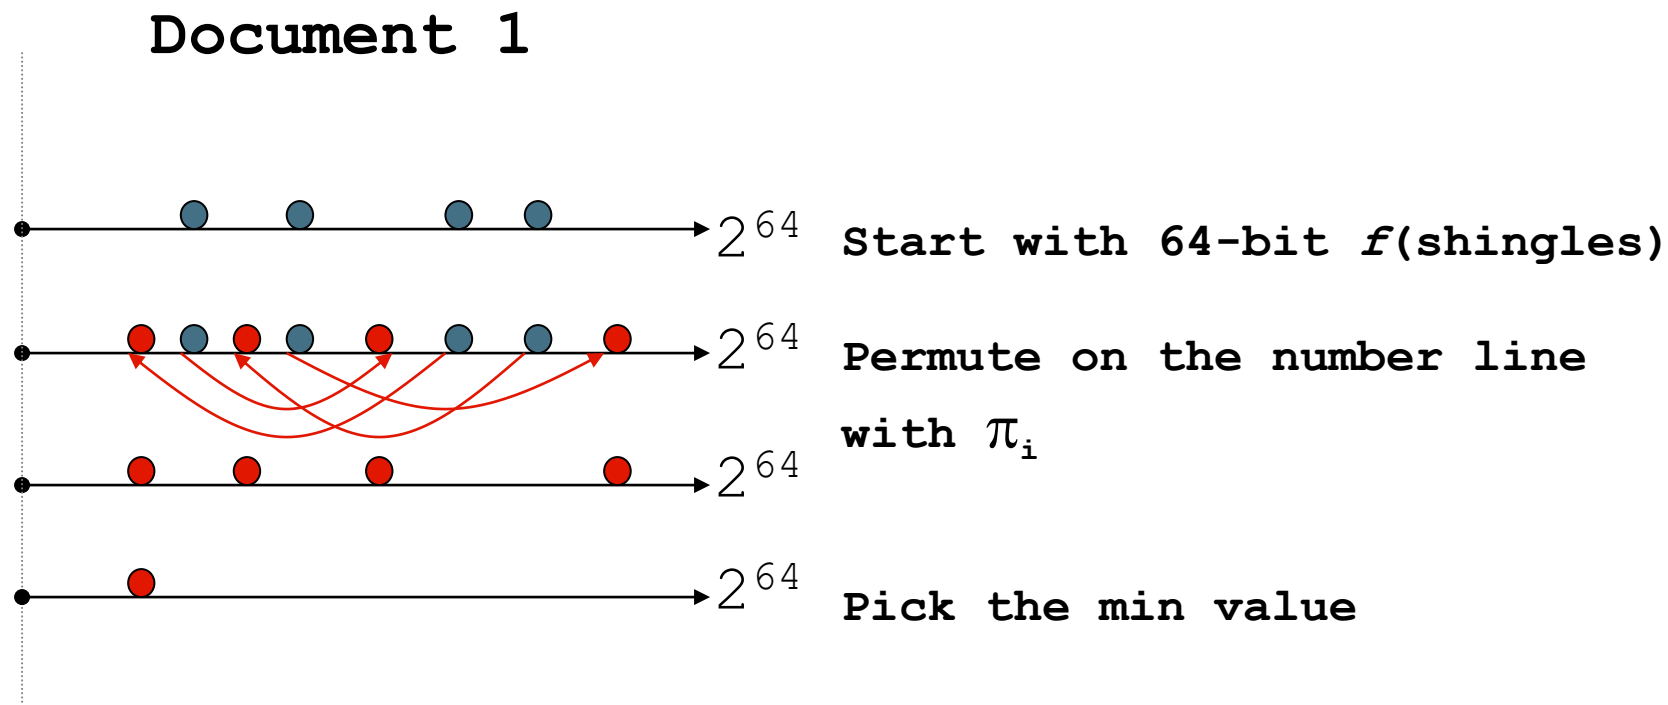 Document 1
2^64 Start with 64-bit f(shingles)
2^64 Permute on the number line
with π_i
2^64
2^64 Pick the min value